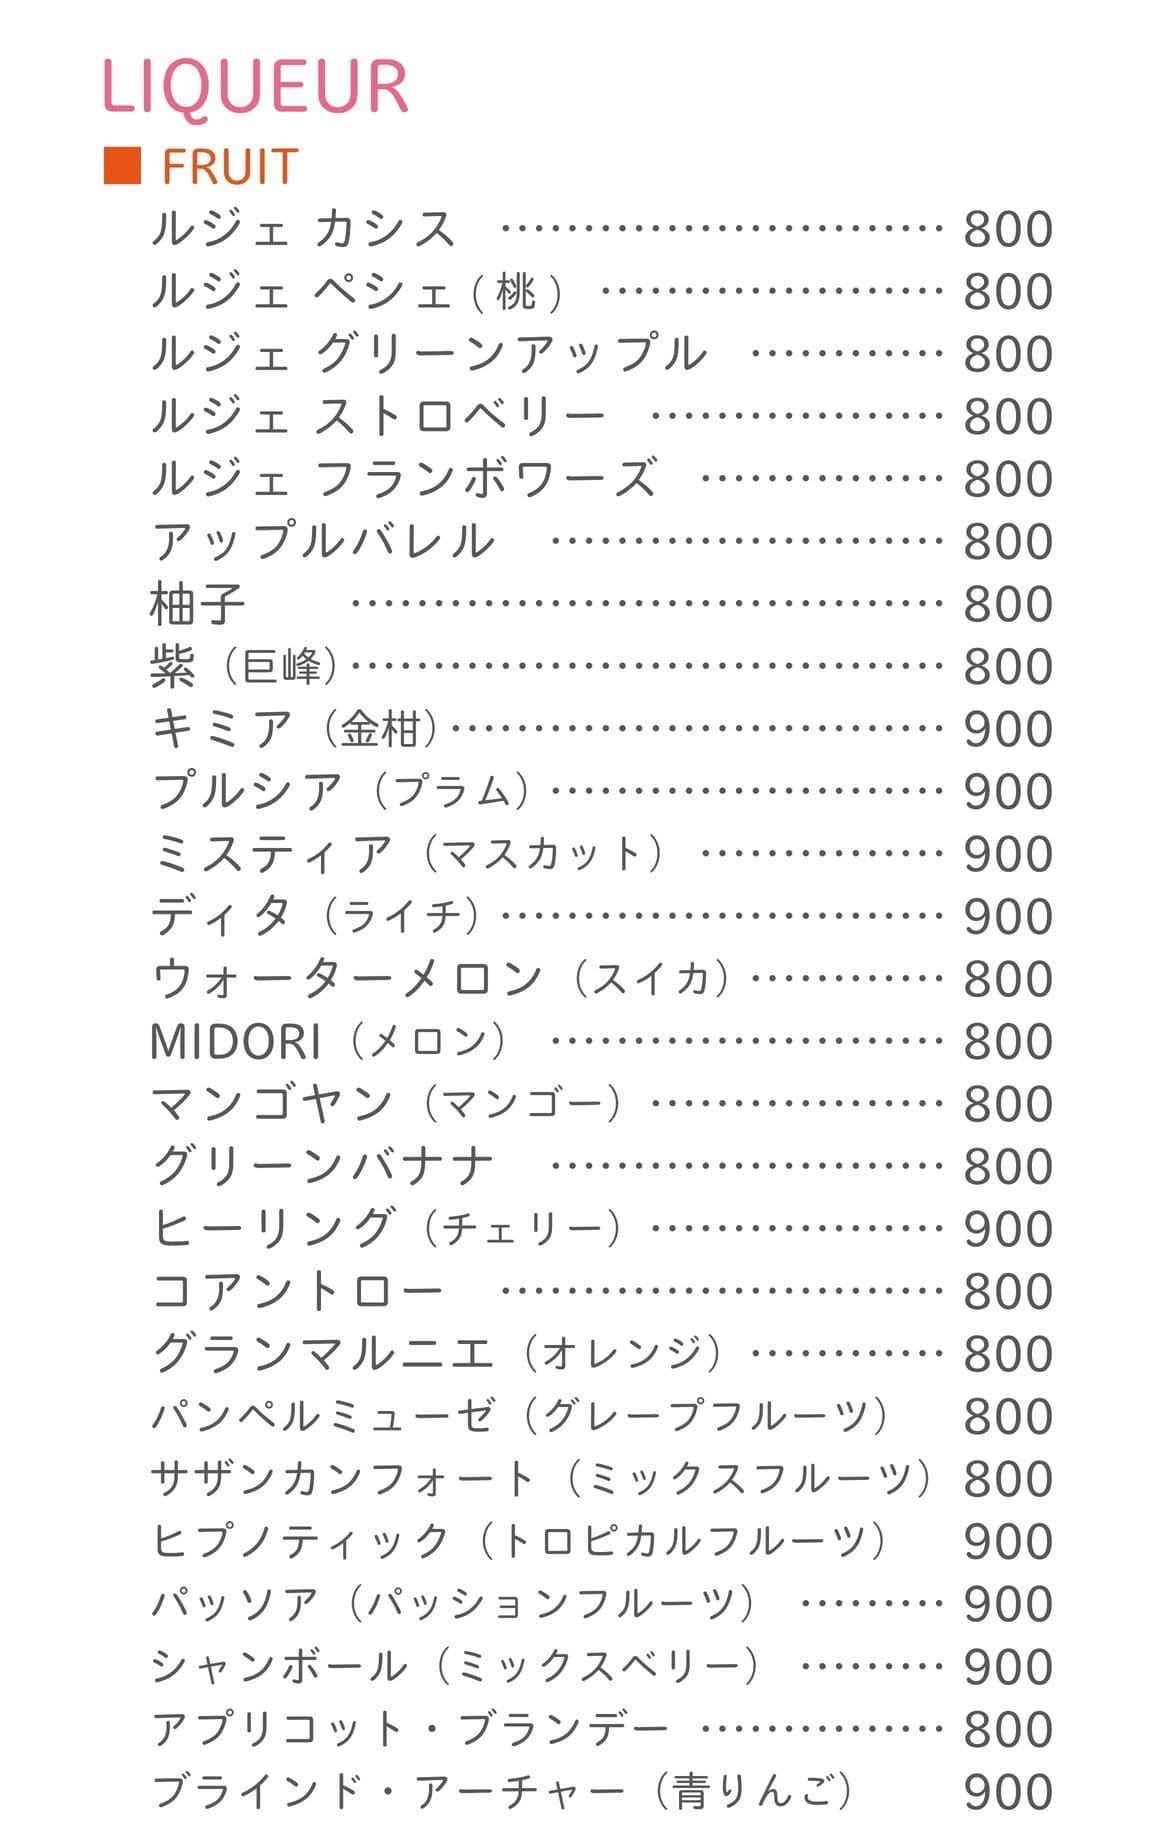 LIQUEUR
■ FRUIT
ルジェ カシス ………………………… 800
ルジェ ペシェ(桃) ………………… 800
ルジェ グリーンアップル ………… 800
ルジェ ストロベリー ……………… 800
ルジェ フランボワーズ …………… 800
アップルバレル …………………… 800
柚子 ……………………………… 800
紫（巨峰）……………………………… 800
キミア（金柑）………………………… 900
プルシア（プラム）…………………… 900
ミスティア（マスカット） …………… 900
ディタ（ライチ）……………………… 900
ウォーターメロン（スイカ）………… 800
MIDORI（メロン） …………………… 800
マンゴヤン（マンゴー）……………… 800
グリーンバナナ …………………… 800
ヒーリング（チェリー）……………… 900
コアントロー ……………………… 800
グランマルニエ（オレンジ）………… 800
パンペルミューゼ（グレープフルーツ） 800
サザンカンフォート（ミックスフルーツ） 800
ヒプノティック（トロピカルフルーツ） 900
パッソア（パッションフルーツ） ……… 900
シャンボール（ミックスベリー） ……… 900
アプリコット・ブランデー …………… 800
ブラインド・アーチャー（青りんご） 900